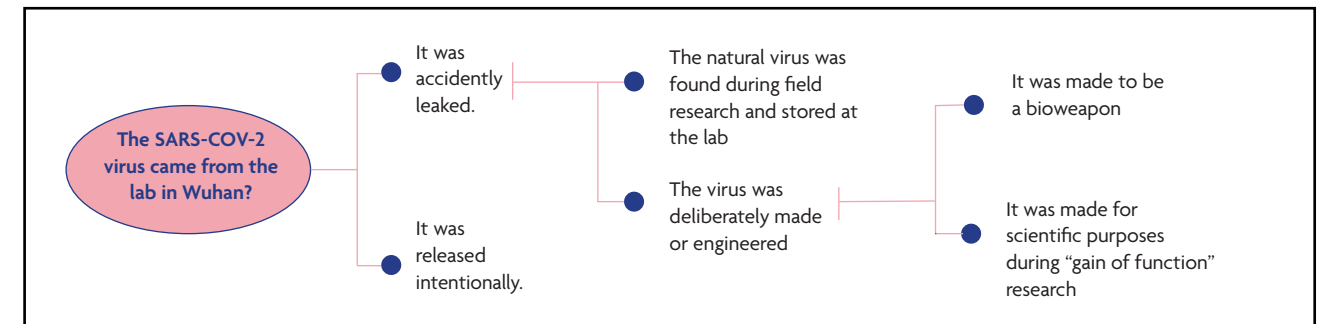 The SARS-COV-2
virus came from the
lab in Wuhan?
It was
accidently
leaked.
It was
released
intentionally.
The natural virus was
found during field
research and stored at
the lab
The virus was
deliberately made
or engineered
It was made to be
a bioweapon
It was made for
scientific purposes
during “gain of function”
research